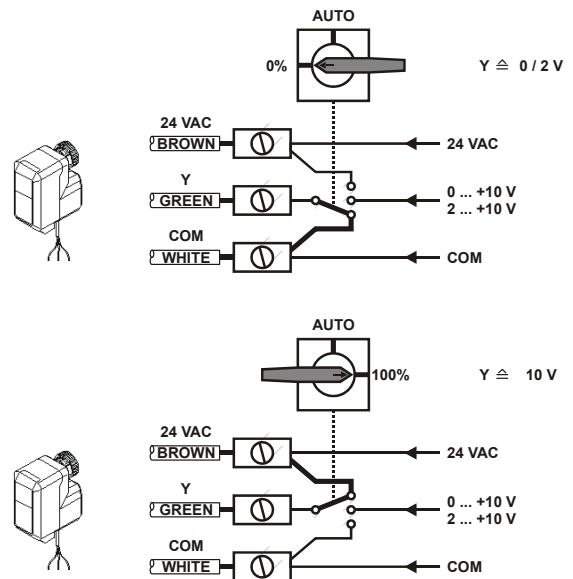 AUTO
0%
Y ≙ 0 / 2 V
24 VAC
BROWN
24 VAC
Y
GREEN
0 ... +10 V
2 ... +10 V
COM
WHITE
COM
AUTO
100%
Y ≙ 10 V
24 VAC
BROWN
24 VAC
Y
GREEN
0 ... +10 V
2 ... +10 V
COM
WHITE
COM